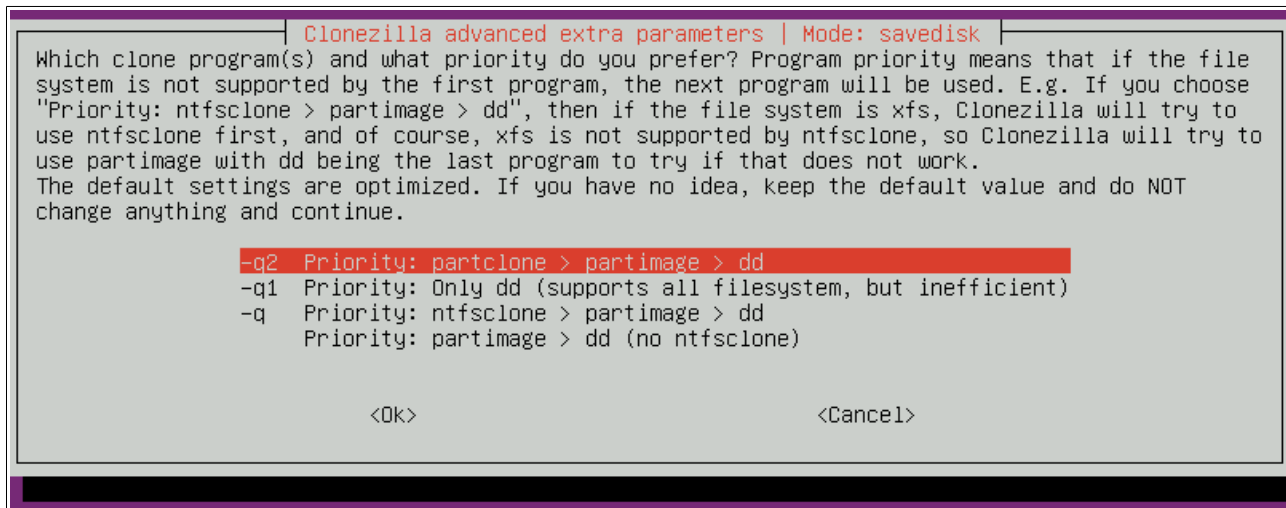 Clonezilla advanced extra parameters | Mode: savedisk
Which clone program(s) and what priority do you prefer? Program priority means that if the file
system is not supported by the first program, the next program will be used. E.g. If you choose
"Priority: ntfsclone > partimage > dd", then if the file system is xfs, Clonezilla will try to
use ntfsclone first, and of course, xfs is not supported by ntfsclone, so Clonezilla will try to
use partimage with dd being the last program to try if that does not work.
The default settings are optimized. If you have no idea, keep the default value and do NOT
change anything and continue.
-q2 Priority: partclone > partimage > dd
-q1 Priority: Only dd (supports all filesystem, but inefficient)
-q Priority: ntfsclone > partimage > dd
Priority: partimage > dd (no ntfsclone)
<Ok> <Cancel>